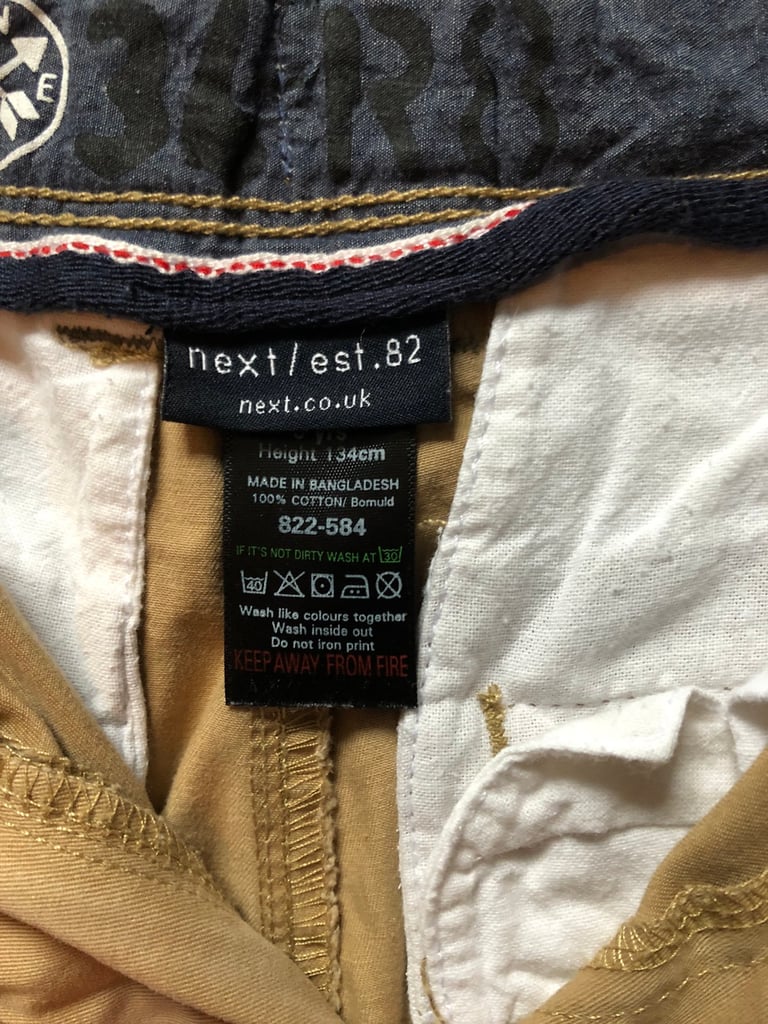 N
E
next/est.82
next.co.uk
Height 134cm
MADE IN BANGLADESH
100% COTTON/ Bomuld
822-584
IF IT'S NOT DIRTY WASH AT 30
40
Wash like colours together
Wash inside out
Do not iron print
KEEP AWAY FROM FIRE